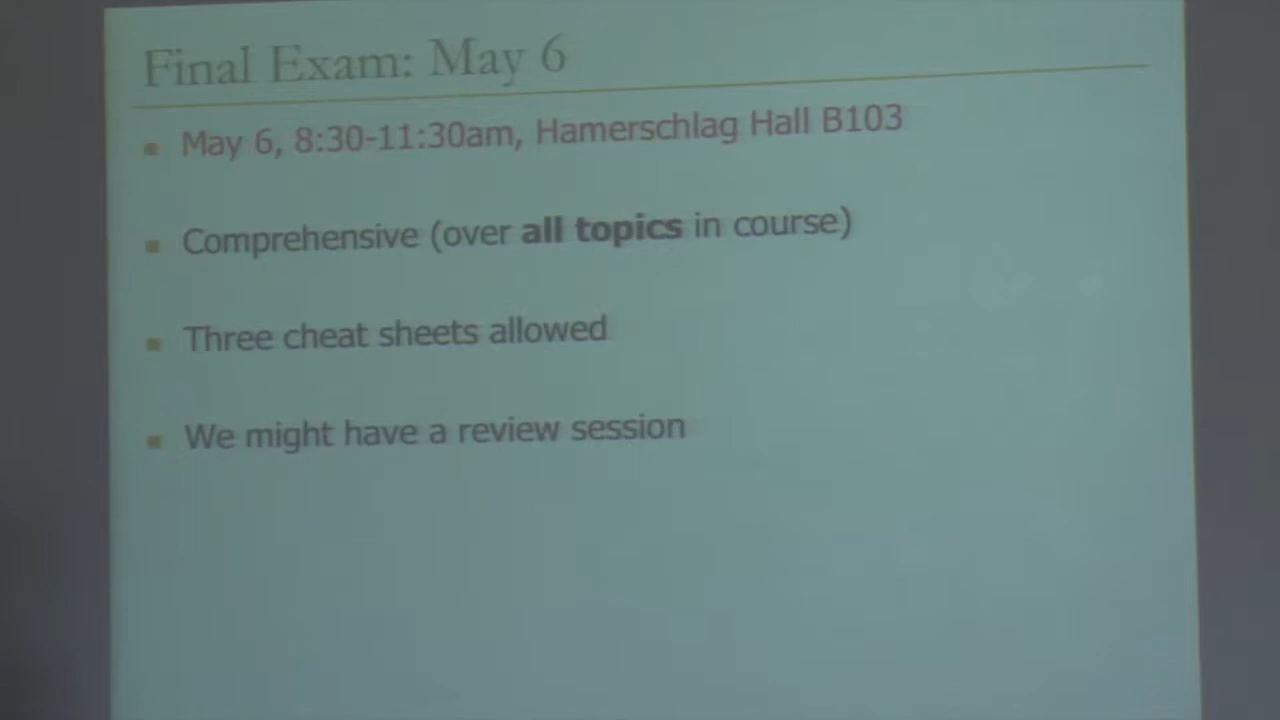 Final Exam: May 6
May 6, 8:30-11:30am, Hamerschlag Hall B103
Comprehensive (over all topics in course)
Three cheat sheets allowed
We might have a review session